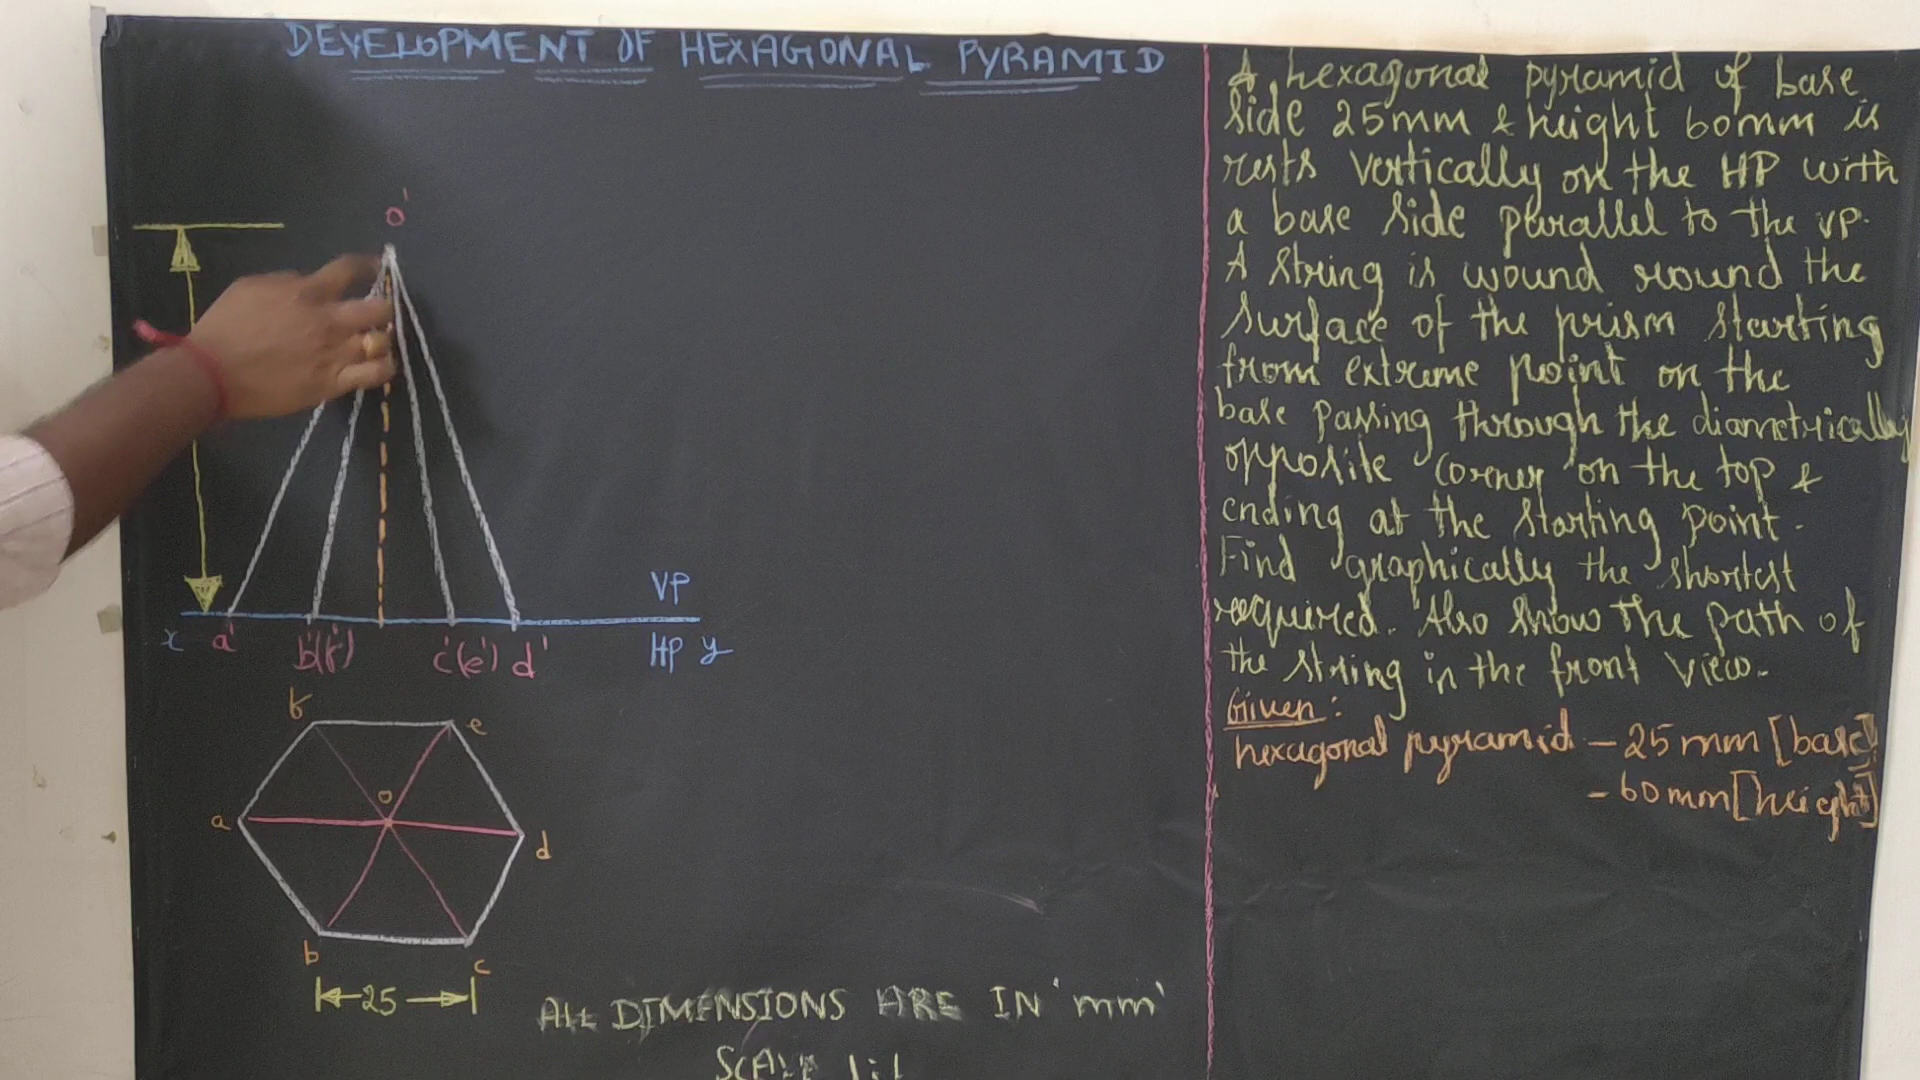 DEVELOPMENT OF HEXAGONAL PYRAMID
o'
VP
x a' b'(f') c'(e') d' HP y
f e
o
a d
b c
25
ALL DIMENSIONS ARE IN 'mm'
SCALE 1:1
A hexagonal pyramid of base
side 25mm & height 60mm is
rests vertically on the HP with
a base side parallel to the VP.
A string is wound round the
surface of the prism starting
from extreme point on the
base passing through the diametrically
opposite corner on the top &
ending at the starting point.
Find graphically the shortest
required. Also show the path of
the string in the front view.
Given:
hexagonal pyramid - 25mm [base]
- 60mm [height]